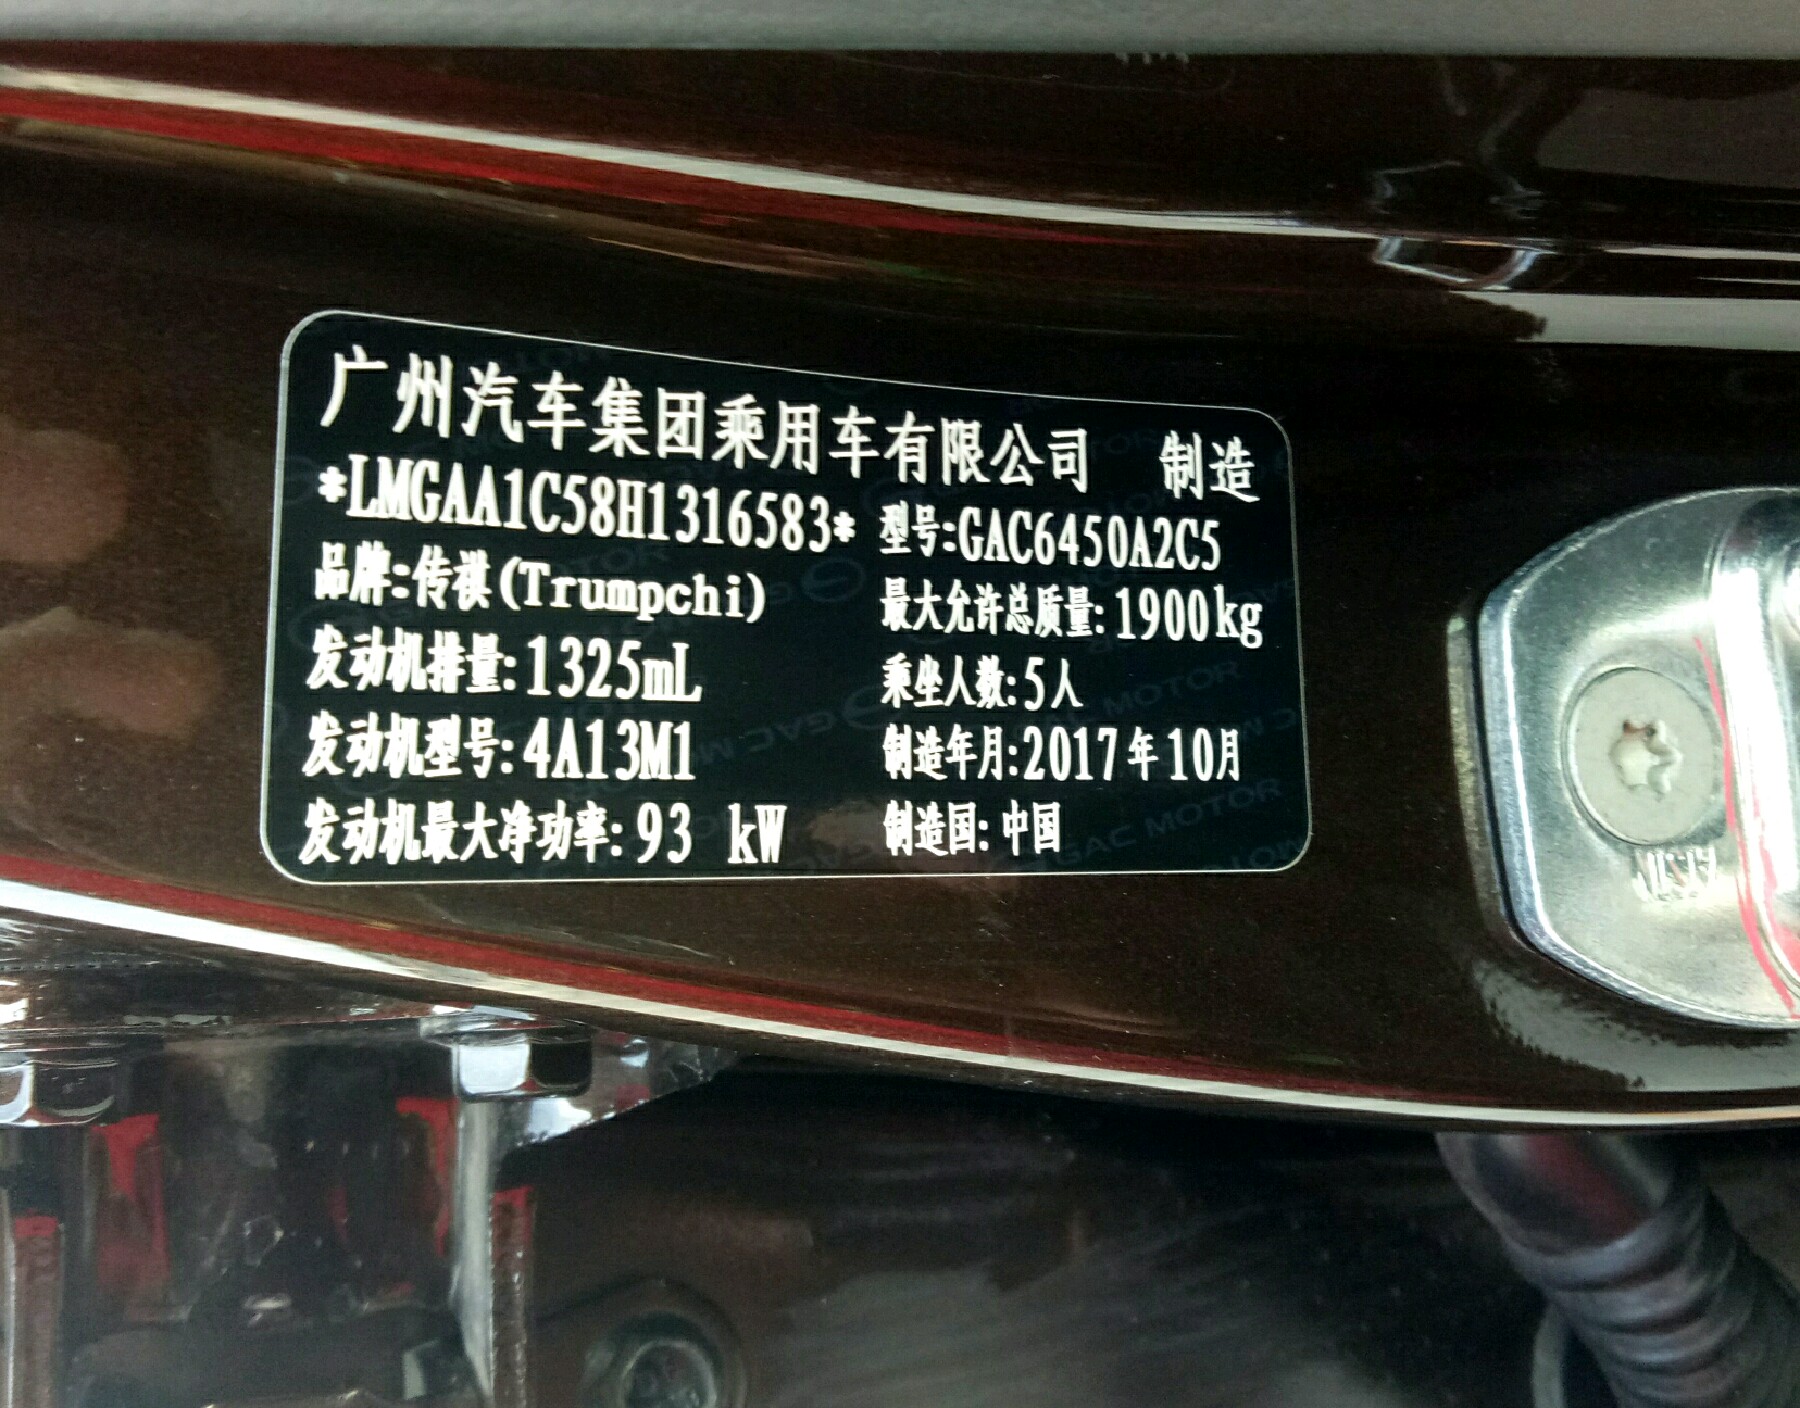 广州汽车集团乘用车有限公司 制造
*LMGAA1C58H1316583* 型号:GAC6450A2C5
品牌:传祺(Trumpchi) 最大允许总质量:1900kg
发动机排量:1325mL 乘坐人数:5人
发动机型号:4A13M1 制造年月:2017年10月
发动机最大净功率:93 kW 制造国:中国